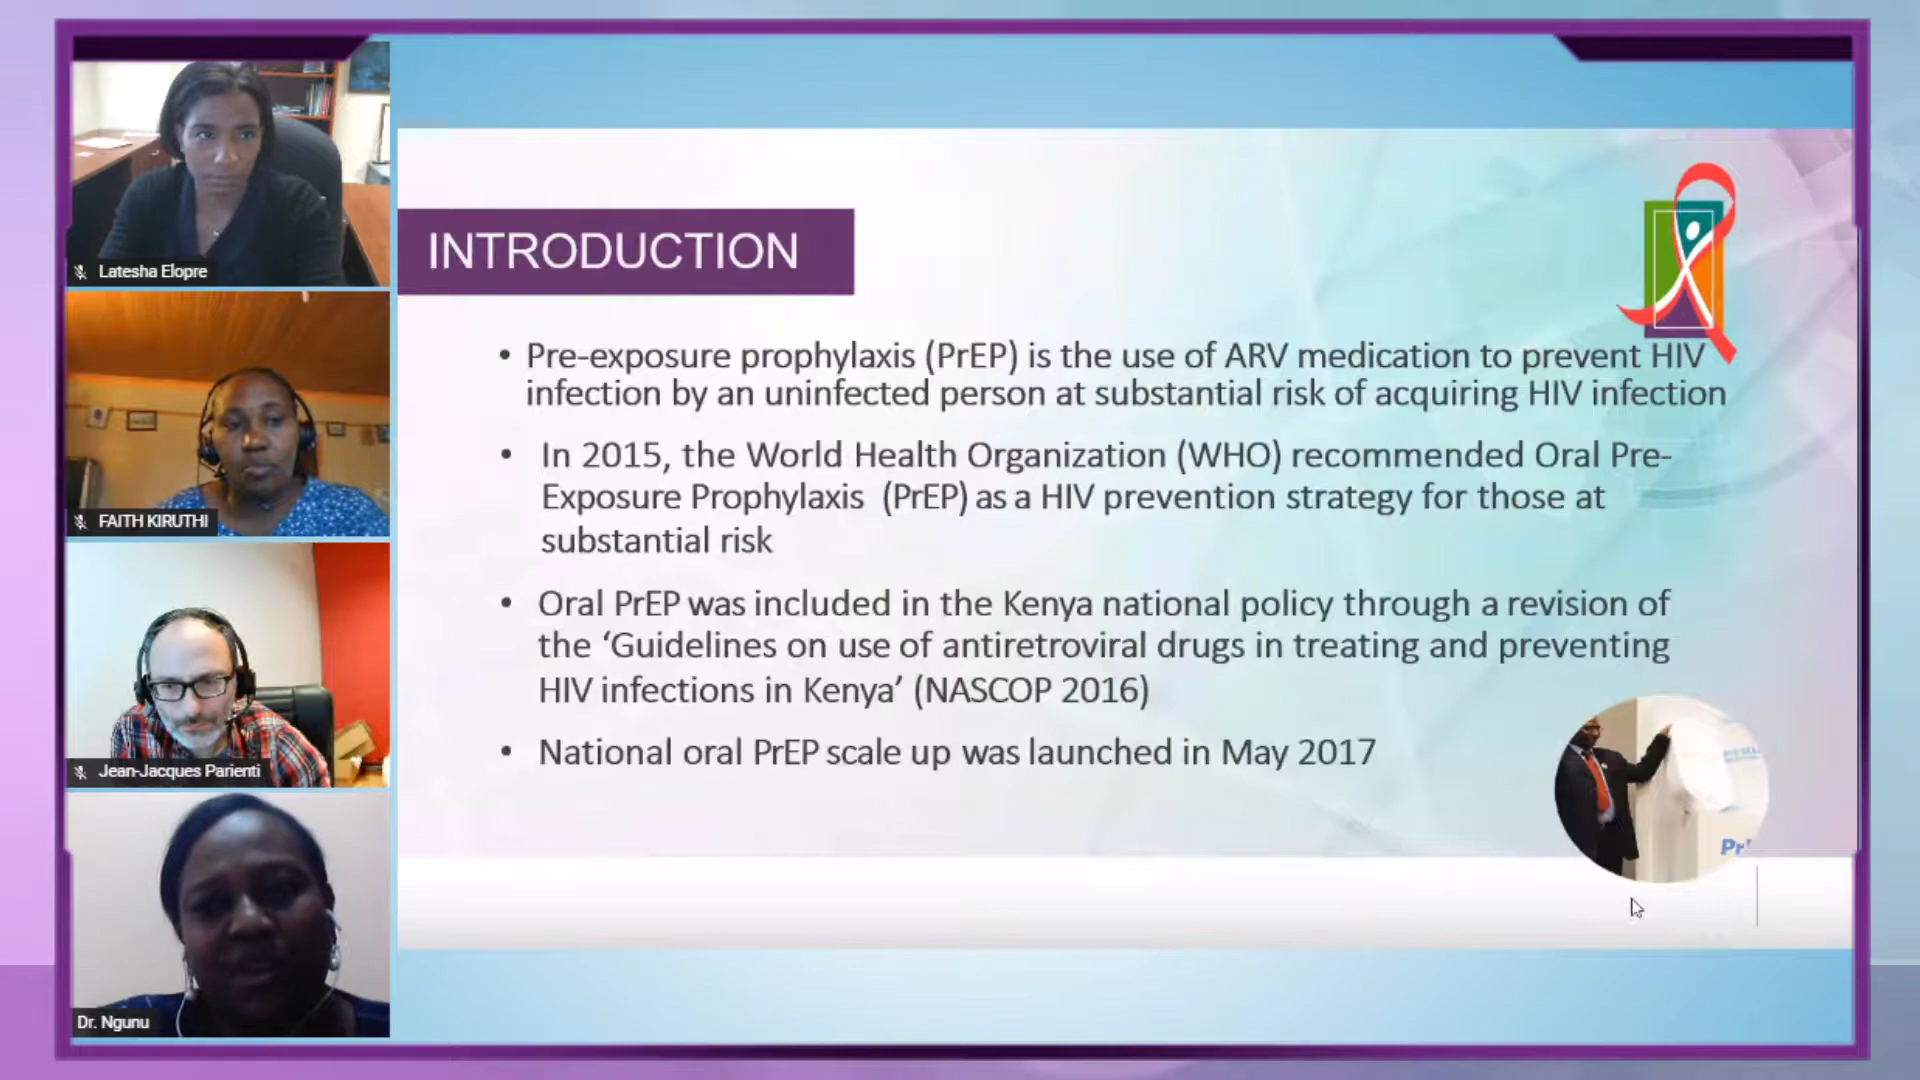 Latesha Elopre
FAITH KIRUTHI
Jean-Jacques Parienti
Dr. Ngunu
INTRODUCTION
• Pre-exposure prophylaxis (PrEP) is the use of ARV medication to prevent HIV
infection by an uninfected person at substantial risk of acquiring HIV infection
• In 2015, the World Health Organization (WHO) recommended Oral Pre-
Exposure Prophylaxis (PrEP) as a HIV prevention strategy for those at
substantial risk
• Oral PrEP was included in the Kenya national policy through a revision of
the ‘Guidelines on use of antiretroviral drugs in treating and preventing
HIV infections in Kenya’ (NASCOP 2016)
• National oral PrEP scale up was launched in May 2017